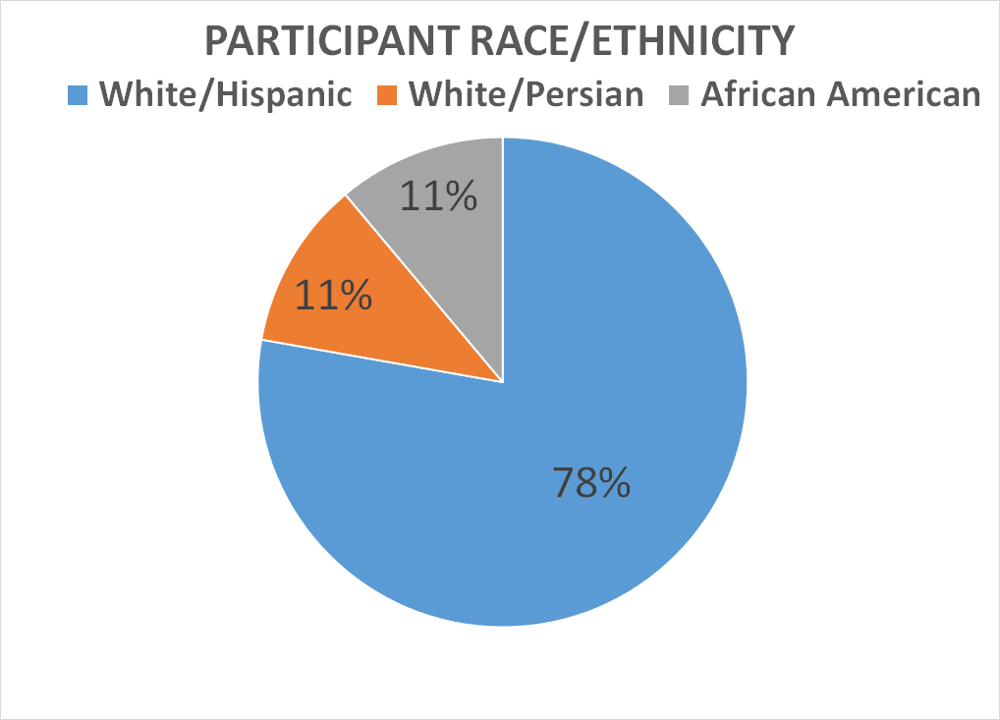 PARTICIPANT RACE/ETHNICITY
White/Hispanic White/Persian African American
11%
11%
78%